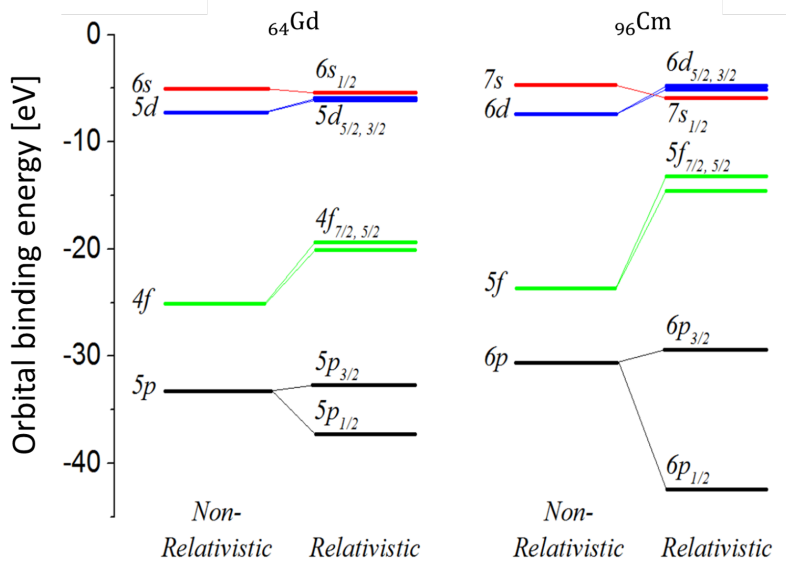 ₆₄Gd
₉₆Cm
Orbital binding energy [eV]
0
-10
-20
-30
-40
6s
5d
4f
5p
6s1/2
5d5/2, 3/2
4f7/2, 5/2
5p3/2
5p1/2
Non-
Relativistic
Relativistic
7s
6d
5f
6p
6d5/2, 3/2
7s1/2
5f7/2, 5/2
6p3/2
6p1/2
Non-
Relativistic
Relativistic